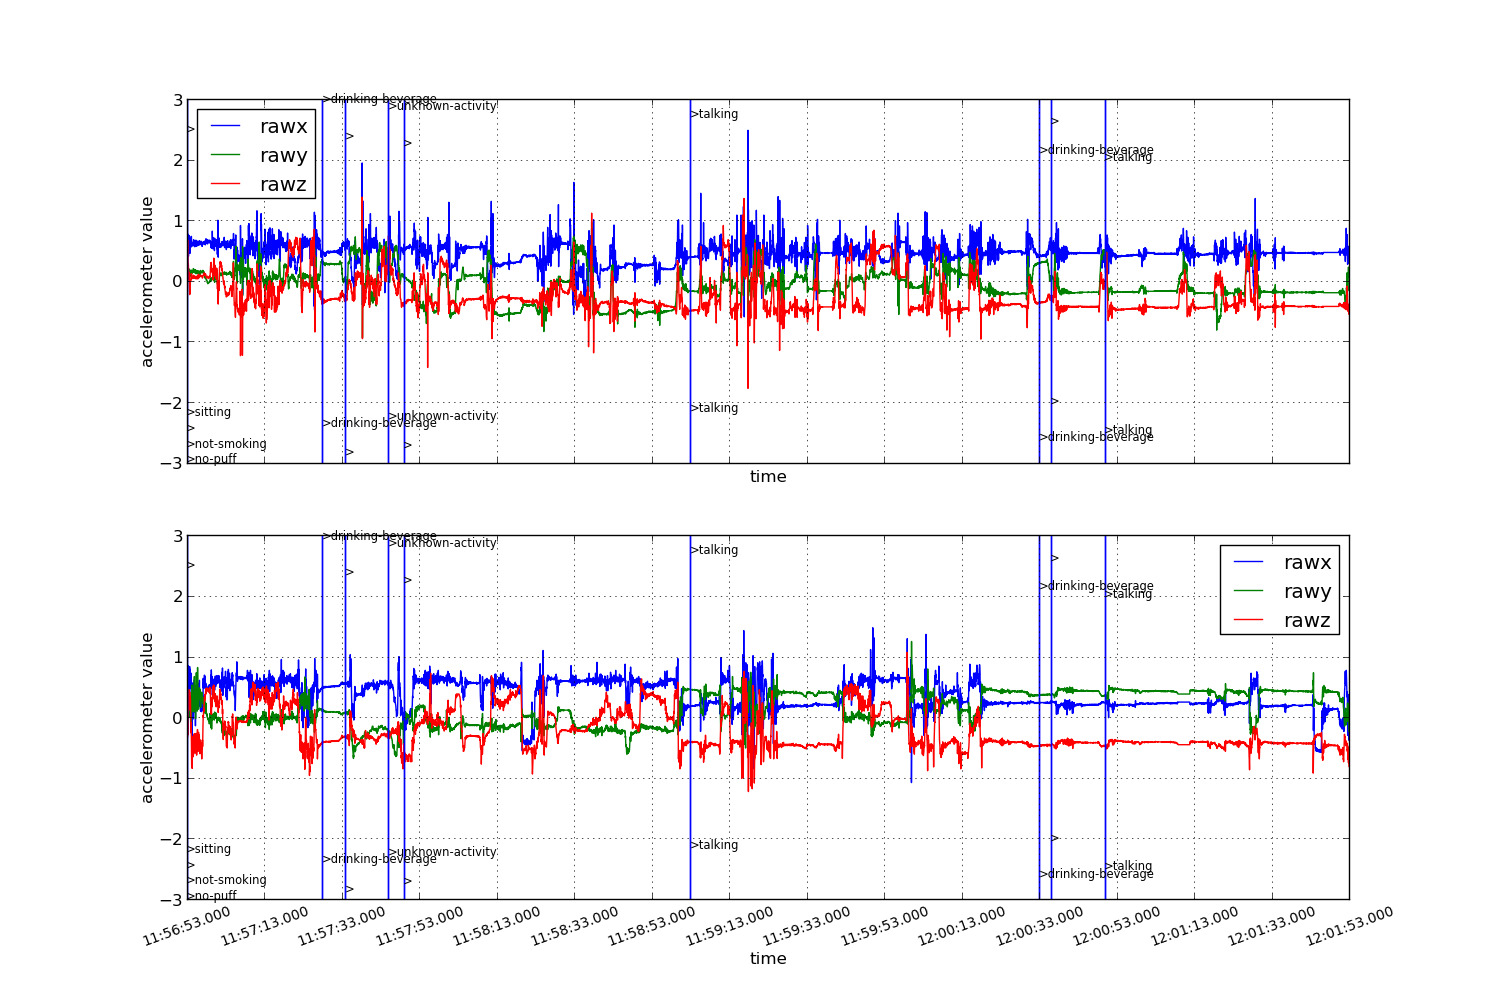 3
>drinking-beverage
>unknown-activity
>talking
>
>
rawx
>
>
rawy
>drinking-beverage
>talking
2
rawz
1
accelerometer value
0
−1
−2
>
>sitting
>talking
>unknown-activity
>drinking-beverage
>
>talking
>drinking-beverage
>not-smoking
>
>
>no-puff
−3
time
3
>drinking-beverage
>unknown-activity
>talking
>
>
rawx
>
>
>drinking-beverage
rawy
2
>talking
rawz
1
accelerometer value
0
−1
−2
>
>sitting
>talking
>unknown-activity
>drinking-beverage
>
>talking
>drinking-beverage
>not-smoking
>
>
>no-puff
−3
11:56:53.000
11:57:13.000
11:57:33.000
11:57:53.000
11:58:13.000
11:58:33.000
11:58:53.000
11:59:13.000
11:59:33.000
11:59:53.000
12:00:13.000
12:00:33.000
12:00:53.000
12:01:13.000
12:01:33.000
12:01:53.000
time